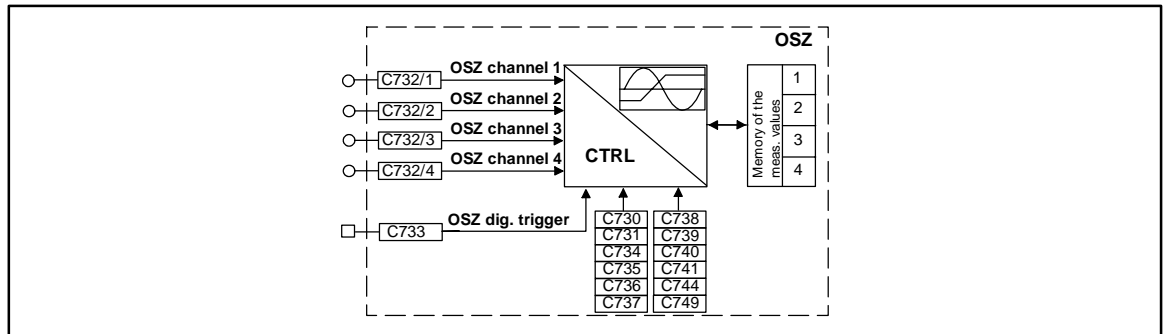 OSZ
C732/1
OSZ channel 1
C732/2
OSZ channel 2
C732/3
OSZ channel 3
C732/4
OSZ channel 4
C733
OSZ dig. trigger
CTRL
C730
C731
C734
C735
C736
C737
C738
C739
C740
C741
C744
C749
Memory of the
meas. values
1
2
3
4